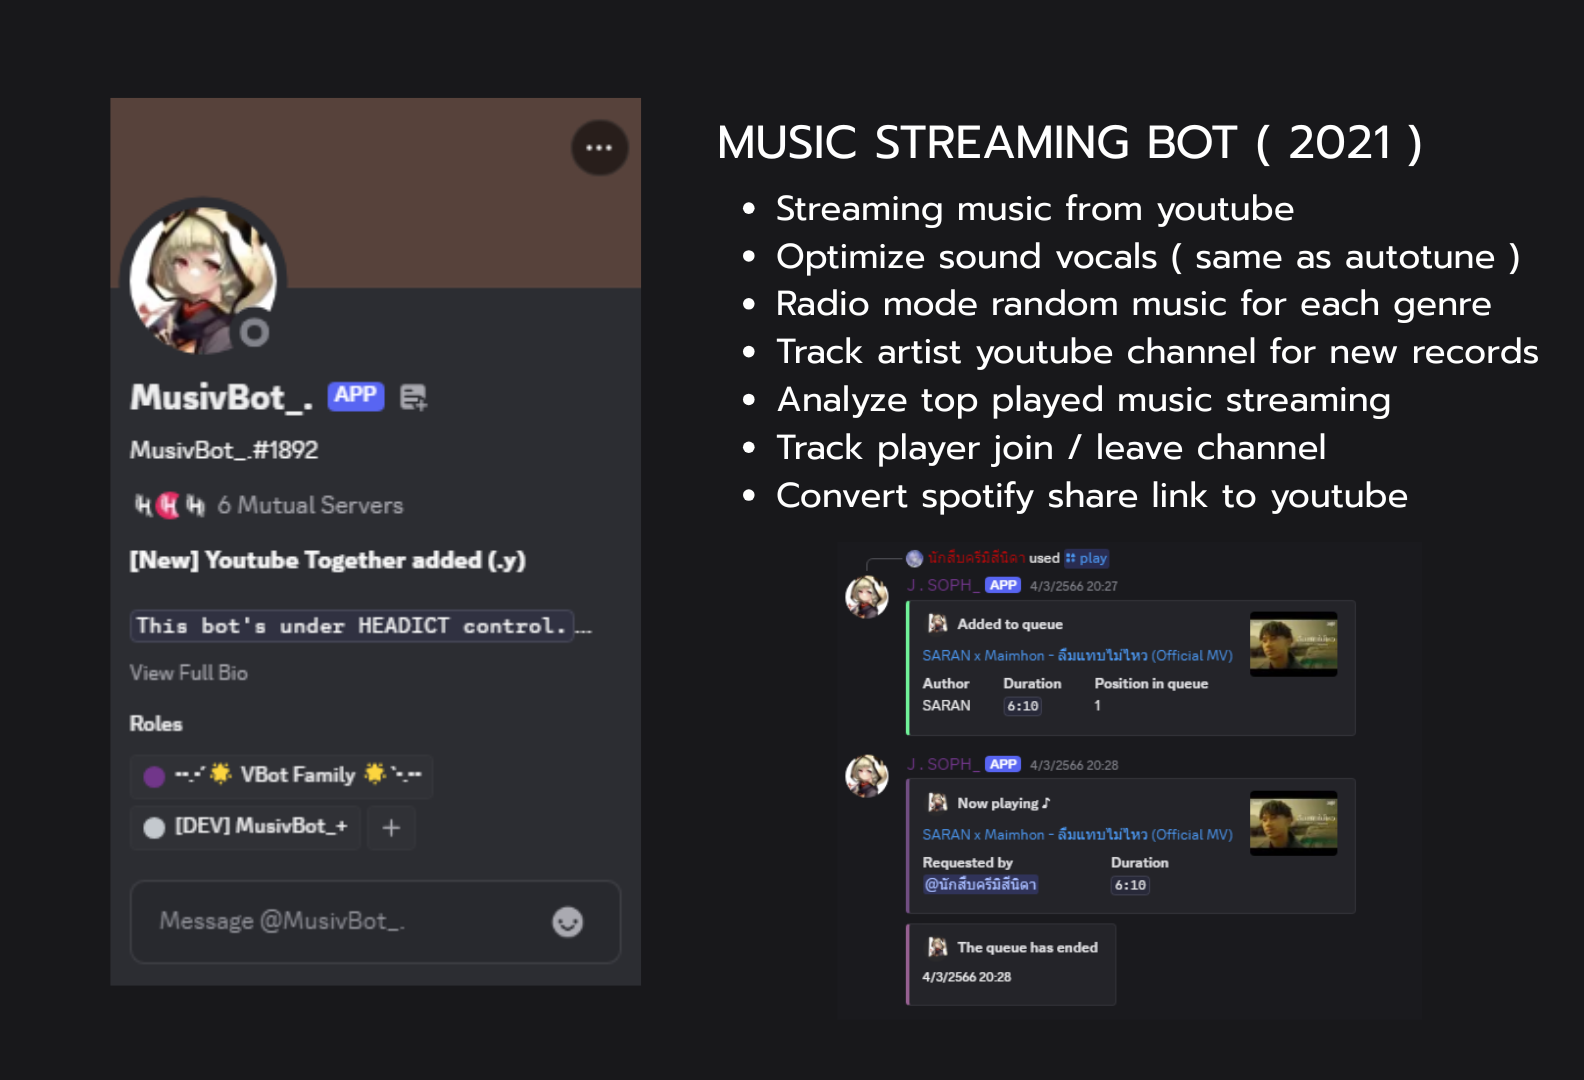 MusivBot_. APP
MusivBot_.#1892
6 Mutual Servers
[New] Youtube Together added (.y)
This bot's under HEADICT control....
View Full Bio
Roles
--.-´🌟 VBot Family 🌟`-.--
[DEV] MusivBot_+
+
Message @MusivBot_.
MUSIC STREAMING BOT ( 2021 )
• Streaming music from youtube
• Optimize sound vocals ( same as autotune )
• Radio mode random music for each genre
• Track artist youtube channel for new records
• Analyze top played music streaming
• Track player join / leave channel
• Convert spotify share link to youtube
นักสืบครีมิสีนิดา used play
J . SOPH_ APP 4/3/2566 20:27
Added to queue
SARAN x Maimhon - ลืมแทบไม่ไหว (Official MV)
Author Duration Position in queue
SARAN 6:10 1
J . SOPH_ APP 4/3/2566 20:28
Now playing ♪
SARAN x Maimhon - ลืมแทบไม่ไหว (Official MV)
Requested by Duration
@นักสืบครีมิสีนิดา 6:10
The queue has ended
4/3/2566 20:28